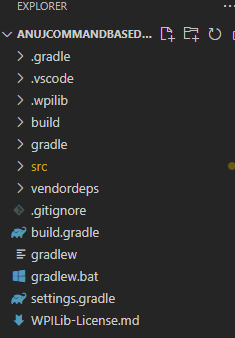 EXPLORER
ANUJCOMMANDBASED...
.gradle
.vscode
.wpilib
build
gradle
src
vendordeps
.gitignore
build.gradle
gradlew
gradlew.bat
settings.gradle
WPILib-License.md